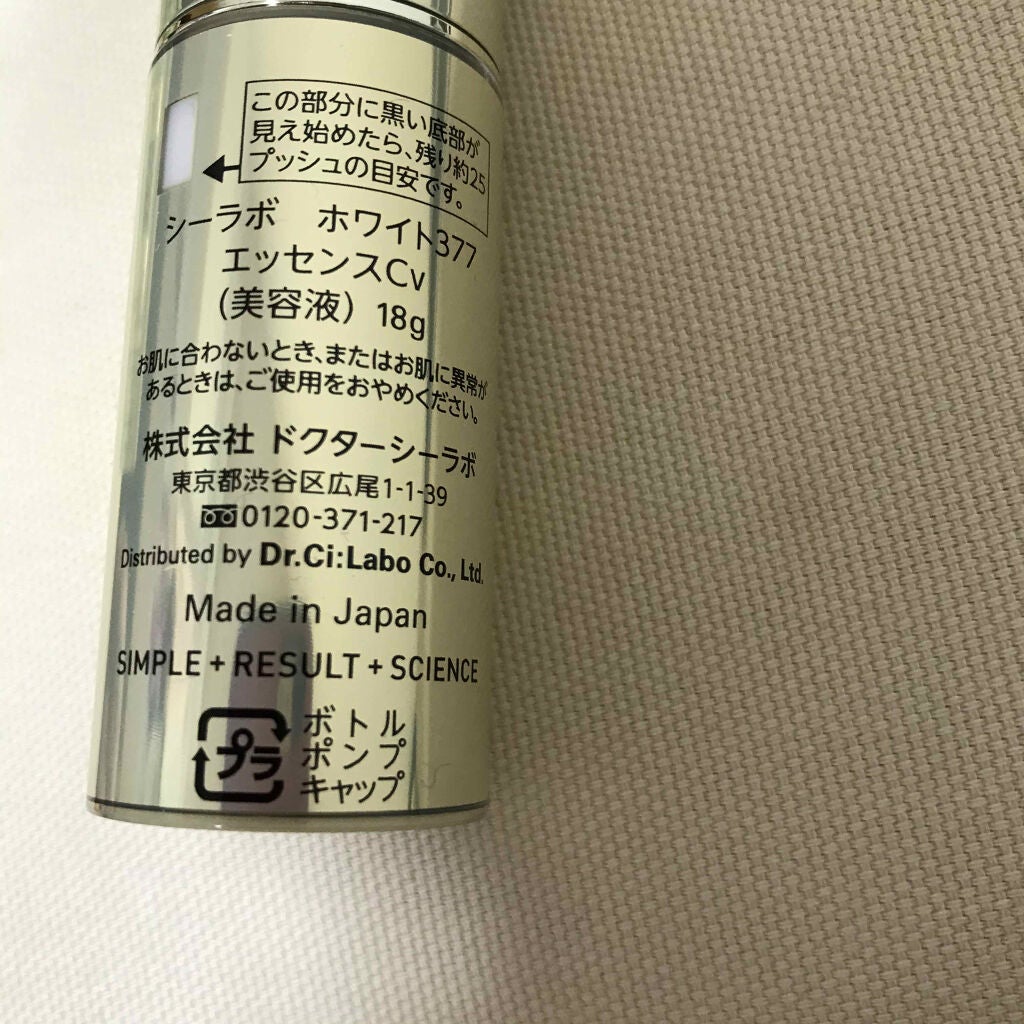 この部分に黒い底部が
見え始めたら、残り約25
プッシュの目安です。
シーラボ ホワイト377
エッセンスCv
(美容液) 18g
お肌に合わないとき、またはお肌に異常が
あるときは、ご使用をおやめください。
株式会社 ドクターシーラボ
東京都渋谷区広尾1-1-39
0120-371-217
Distributed by Dr.Ci:Labo Co., Ltd.
Made in Japan
SIMPLE + RESULT + SCIENCE
プラ
ボトル
ポンプ
キャップ